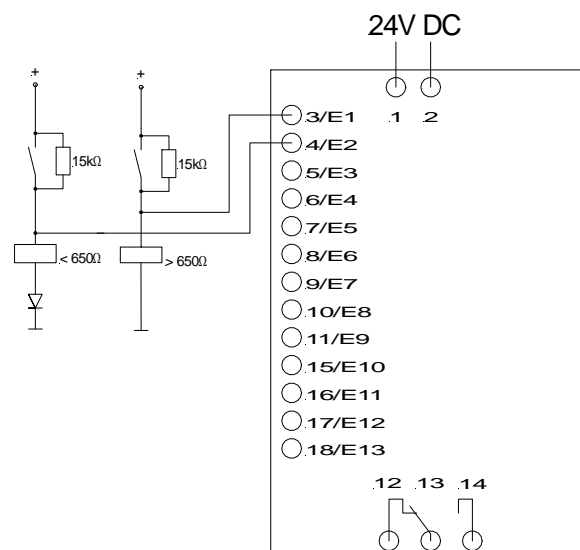 24V DC
+
+
.1 .2
.3/E1
.4/E2
.5/E3
.6/E4
.7/E5
.8/E6
.9/E7
.10/E8
.11/E9
.15/E10
.16/E11
.17/E12
.18/E13
.15kΩ
.15kΩ
< 650Ω
> 650Ω
.12 .13 .14